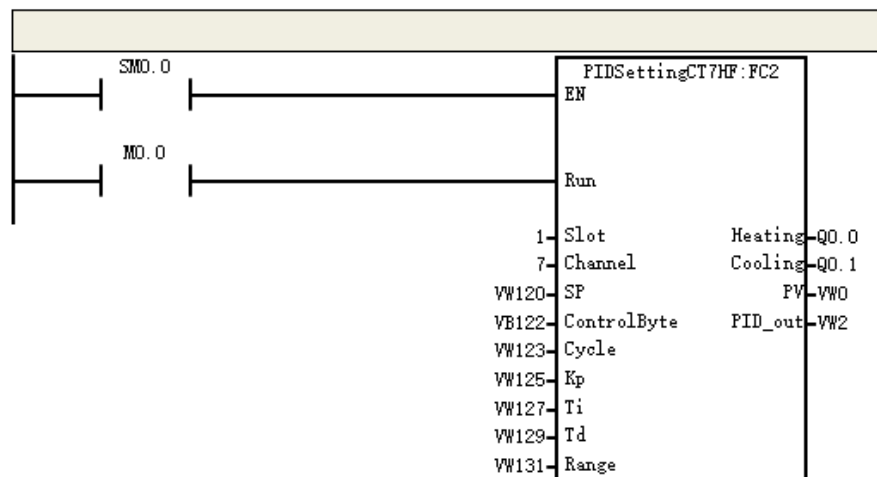 SM0.0
PIDSettingCT7HF:FC2
EN
M0.0
Run
1 Slot Heating Q0.0
7 Channel Cooling Q0.1
VW120 SP PV VW0
VB122 ControlByte PID_out VW2
VW123 Cycle
VW125 Kp
VW127 Ti
VW129 Td
VW131 Range